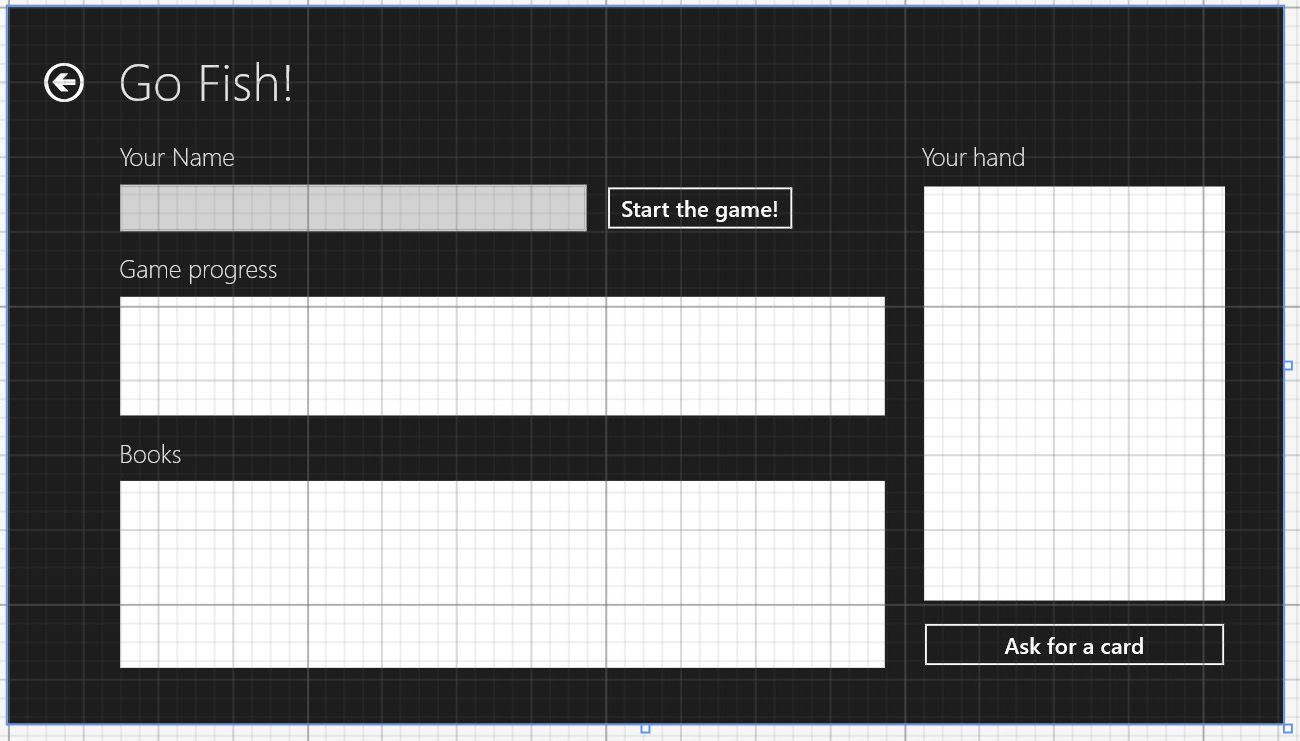 Go Fish!
Your Name
Start the game!
Game progress
Books
Your hand
Ask for a card